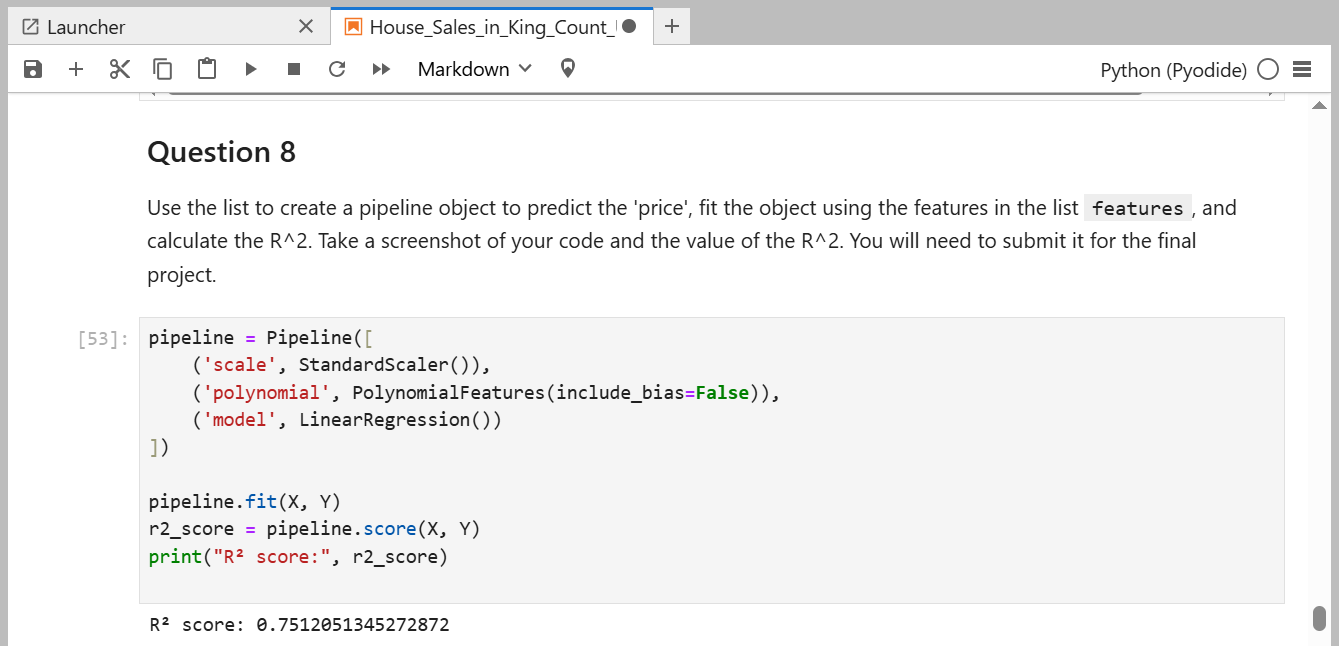 Launcher
House_Sales_in_King_Count_
Markdown
Python (Pyodide)
Question 8
Use the list to create a pipeline object to predict the 'price', fit the object using the features in the list features, and
calculate the R^2. Take a screenshot of your code and the value of the R^2. You will need to submit it for the final
project.
[53]:
pipeline = Pipeline([
    ('scale', StandardScaler()),
    ('polynomial', PolynomialFeatures(include_bias=False)),
    ('model', LinearRegression())
])
pipeline.fit(X, Y)
r2_score = pipeline.score(X, Y)
print("R² score:", r2_score)
R² score: 0.7512051345272872